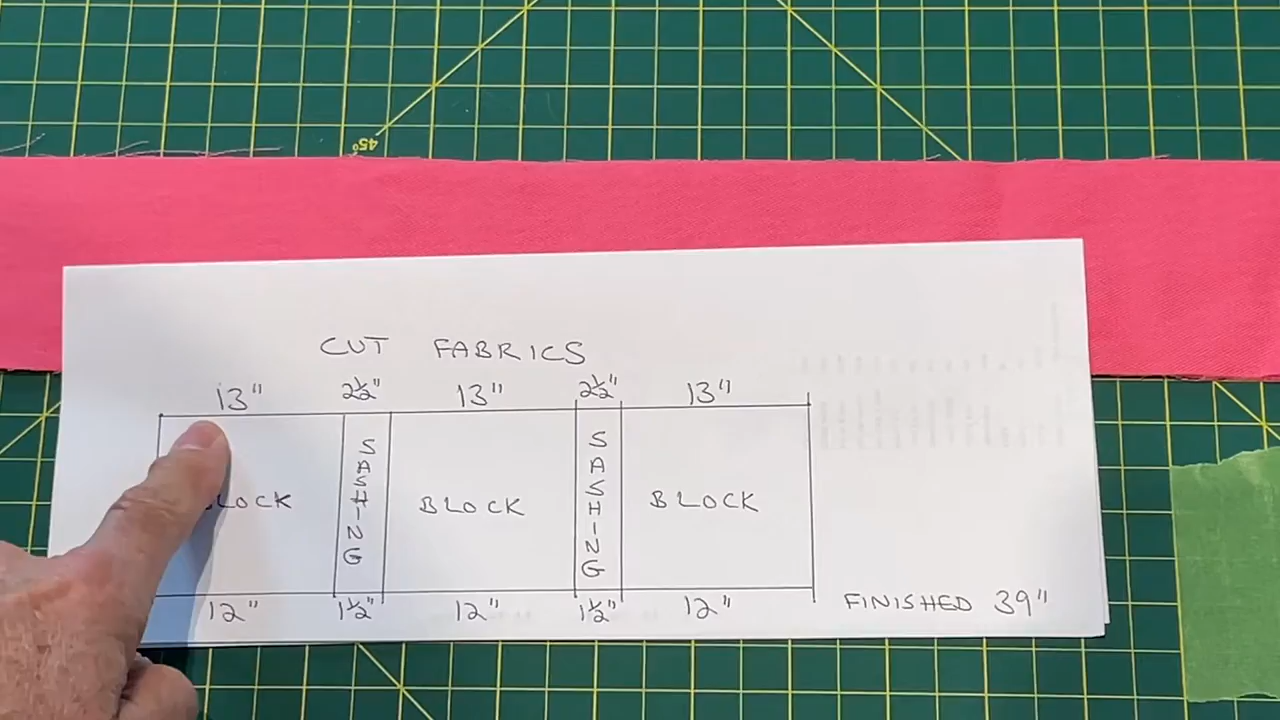 45°
CUT FABRICS
13" 2½" 13" 2½" 13"
BLOCK SASHING BLOCK SASHING BLOCK
12" 1½" 12" 1½" 12"
FINISHED 39"